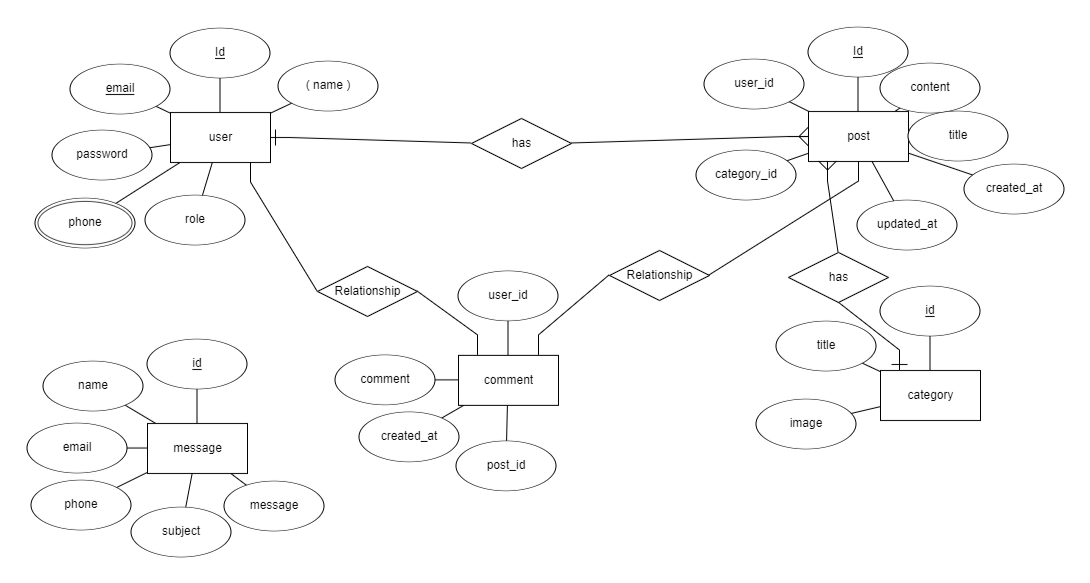 Id
email
( name )
user
password
phone
role
has
Id
user_id
content
post
title
category_id
created_at
updated_at
has
Relationship
Relationship
user_id
comment
comment
created_at
post_id
id
title
category
image
id
name
email
message
phone
subject
message